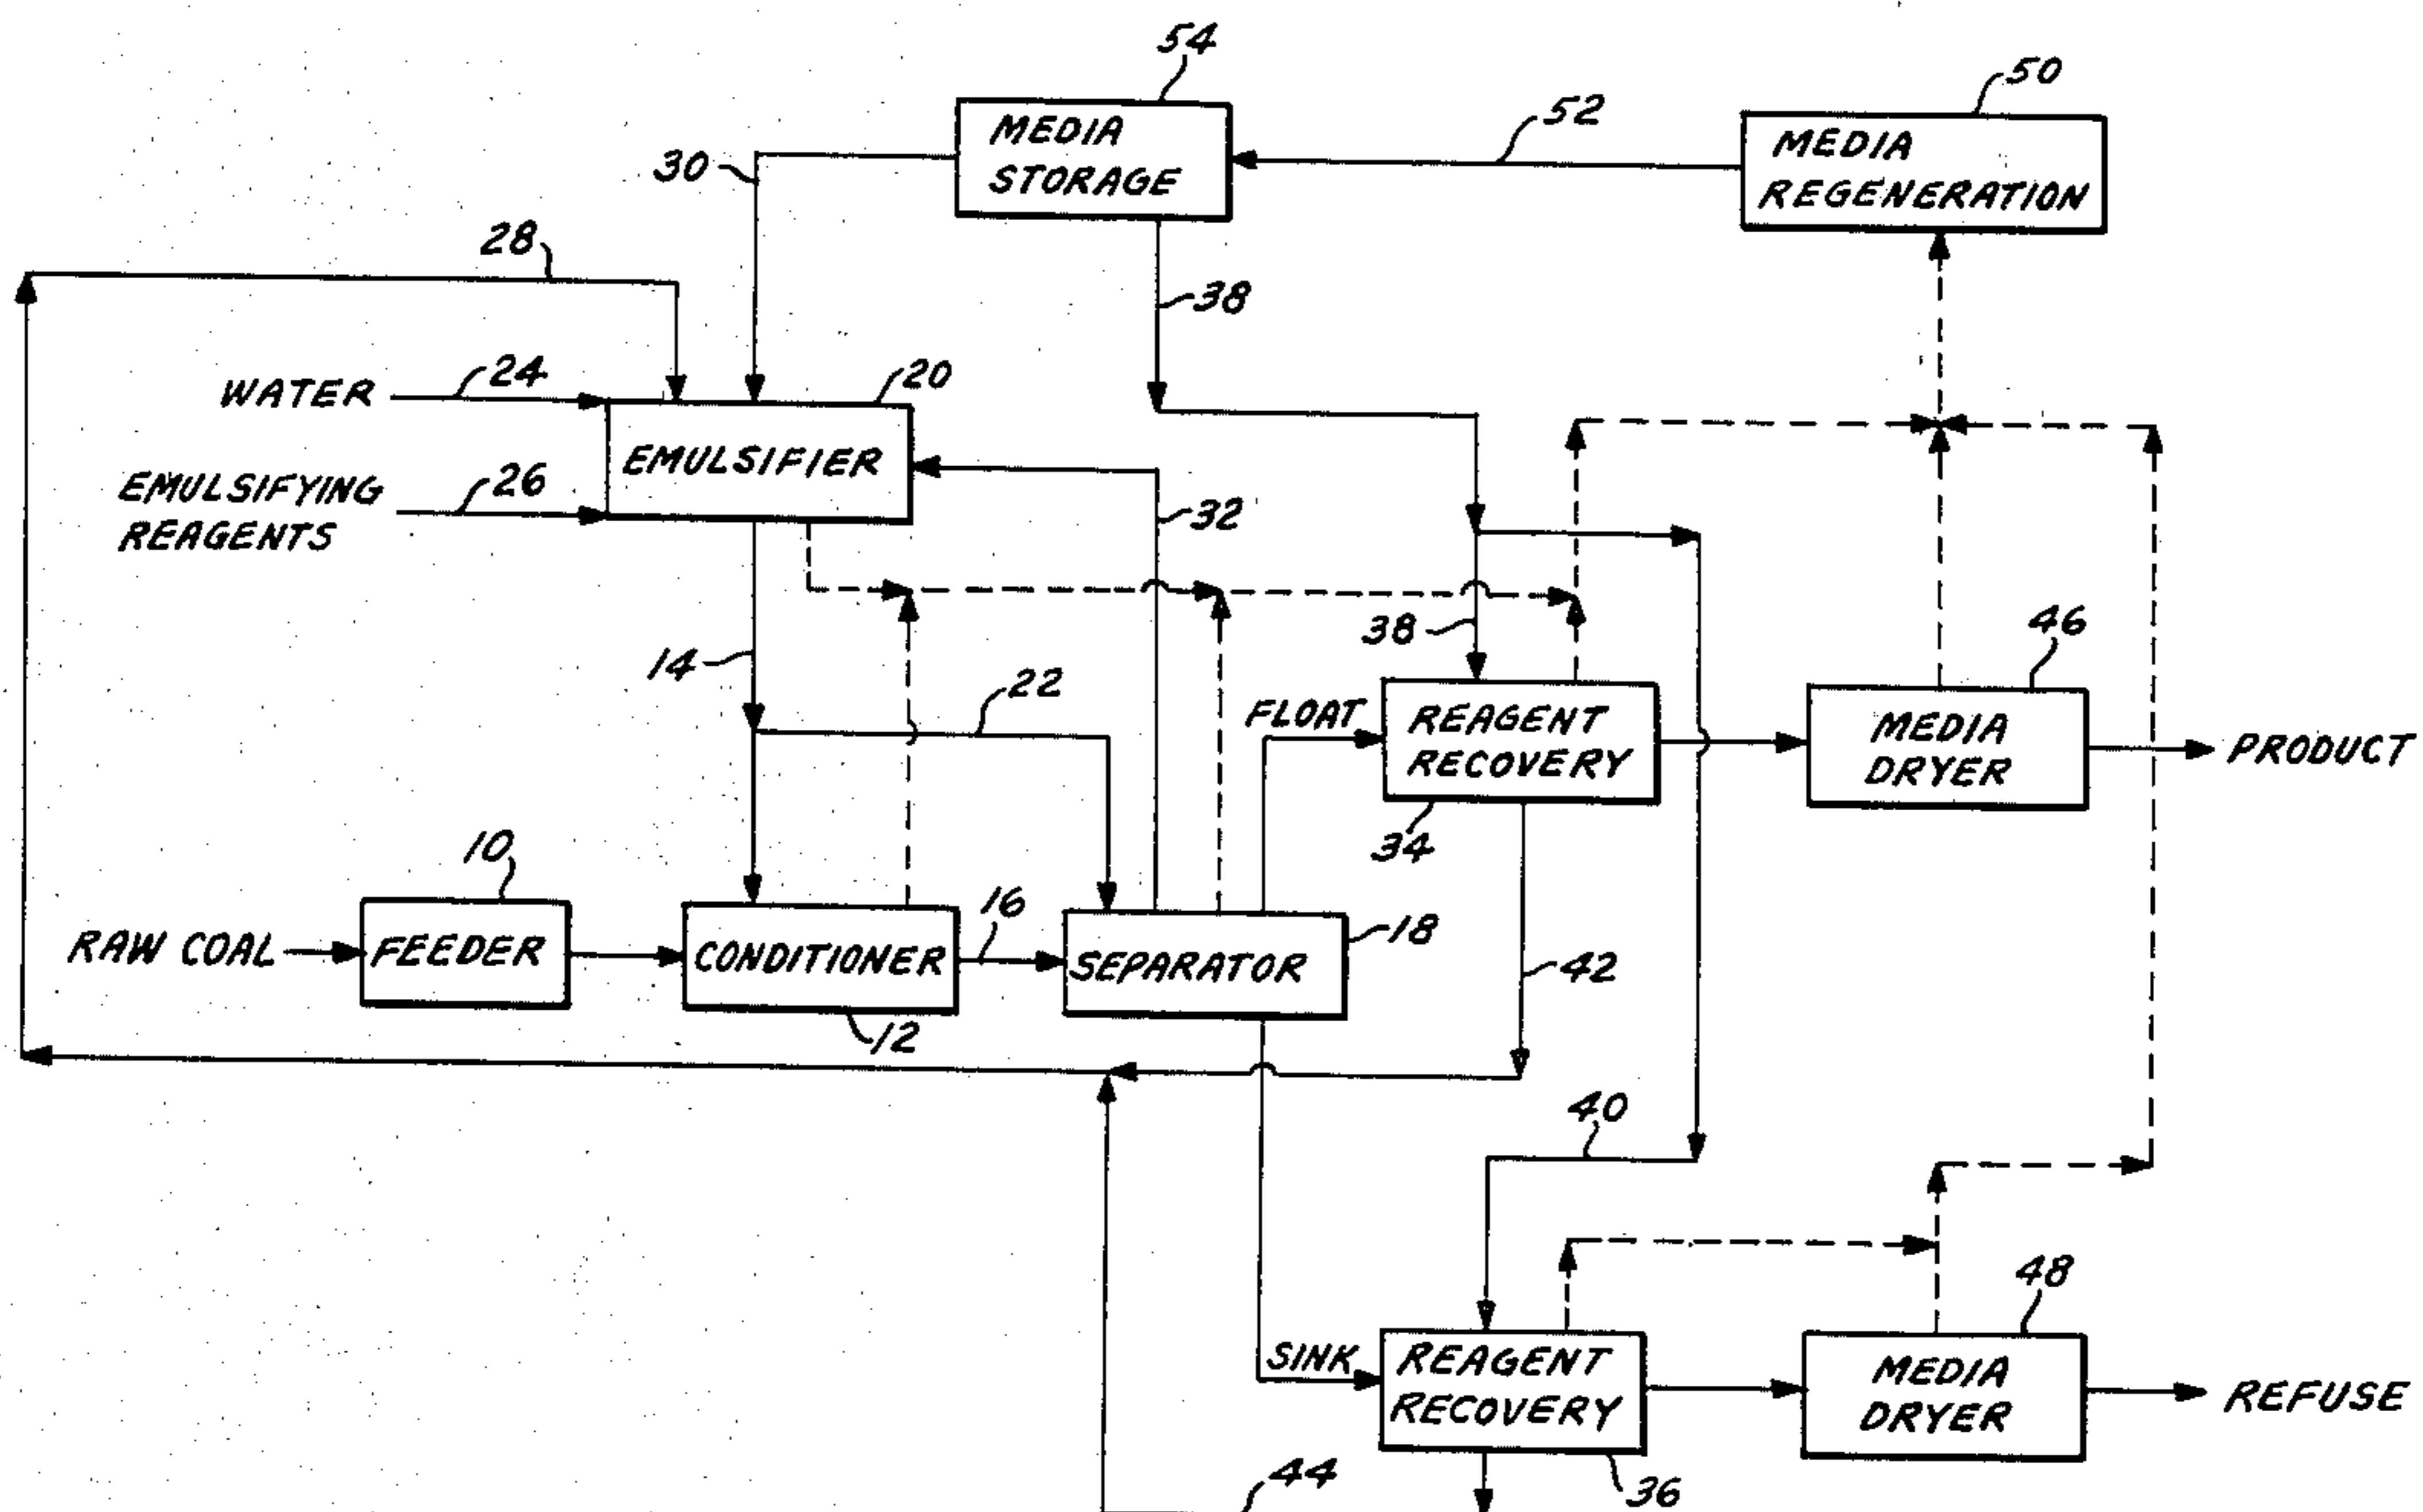 54
50
52
MEDIA
STORAGE
MEDIA
REGENERATION
30
28
38
WATER
24
20
EMULSIFIER
EMULSIFYING
REAGENTS
26
32
38
46
14
22
FLOAT
REAGENT
RECOVERY
MEDIA
DRYER
PRODUCT
34
10
16
18
RAW COAL
FEEDER
CONDITIONER
SEPARATOR
42
12
40
48
SINK
REAGENT
RECOVERY
MEDIA
DRYER
REFUSE
44
36